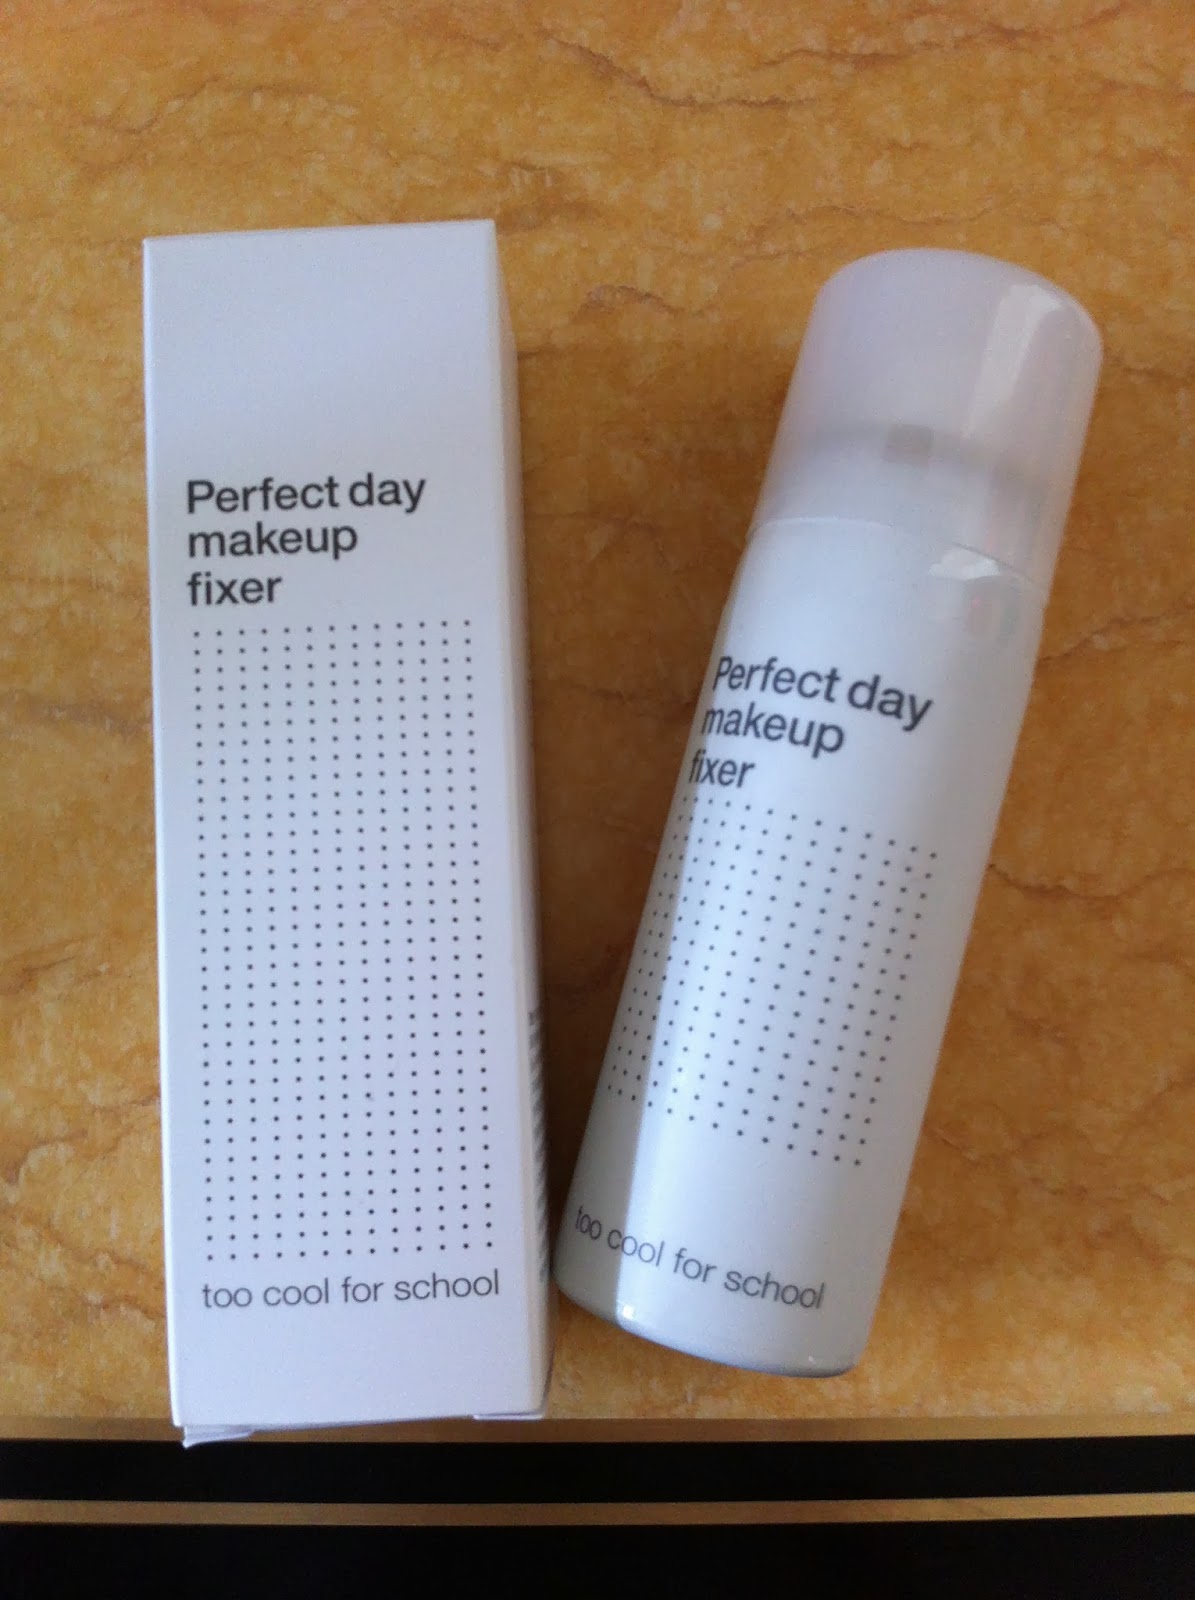 Perfect day
makeup
fixer
too cool for school
Perfect day
makeup
fixer
too cool for school